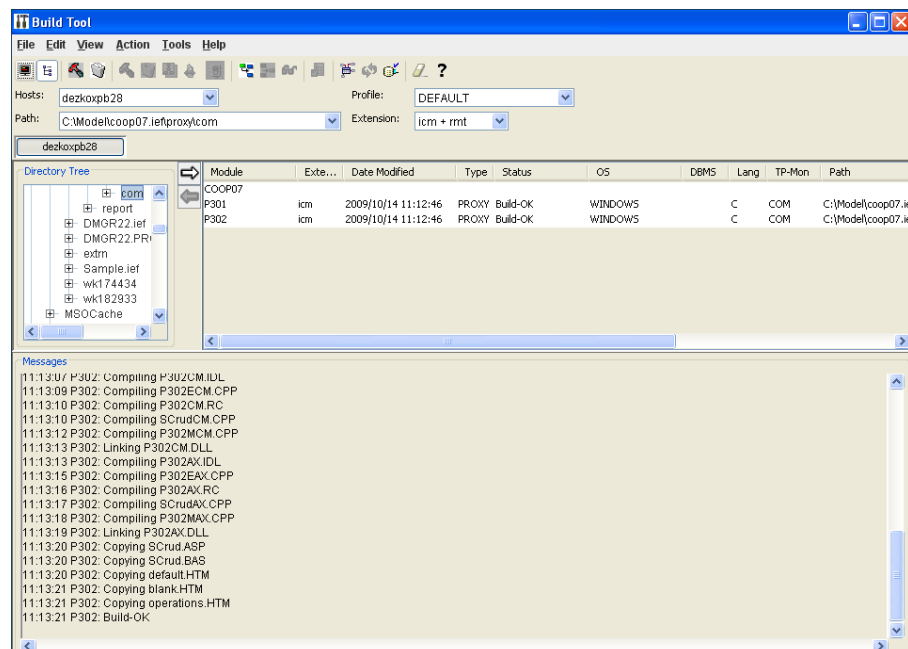 Build Tool
File Edit View Action Tools Help
Hosts: dezkoxpb28 Profile: DEFAULT
Path: C:\Model\coop07.ief\proxy\com Extension: icm + rmt
dezkoxpb28
Directory Tree
com
report
DMGR22.ief
DMGR22.PR
extrn
Sample.ief
wk174434
wk182933
MSOCache
Module Exte... Date Modified Type Status OS DBMS Lang TP-Mon Path
COOP07
P301 icm 2009/10/14 11:12:46 PROXY Build-OK WINDOWS C COM C:\Model\coop07.ie
P302 icm 2009/10/14 11:12:46 PROXY Build-OK WINDOWS C COM C:\Model\coop07.ie
Messages
11:13:07 P302: Compiling P302CM.IDL
11:13:09 P302: Compiling P302ECM.CPP
11:13:10 P302: Compiling P302CM.RC
11:13:10 P302: Compiling SCrudCM.CPP
11:13:12 P302: Compiling P302MCM.CPP
11:13:13 P302: Linking P302CM.DLL
11:13:13 P302: Compiling P302AX.IDL
11:13:15 P302: Compiling P302EAX.CPP
11:13:16 P302: Compiling P302AX.RC
11:13:17 P302: Compiling SCrudAX.CPP
11:13:18 P302: Compiling P302MAX.CPP
11:13:19 P302: Linking P302AX.DLL
11:13:20 P302: Copying SCrud.ASP
11:13:20 P302: Copying SCrud.BAS
11:13:20 P302: Copying default.HTM
11:13:21 P302: Copying blank.HTM
11:13:21 P302: Copying operations.HTM
11:13:21 P302: Build-OK